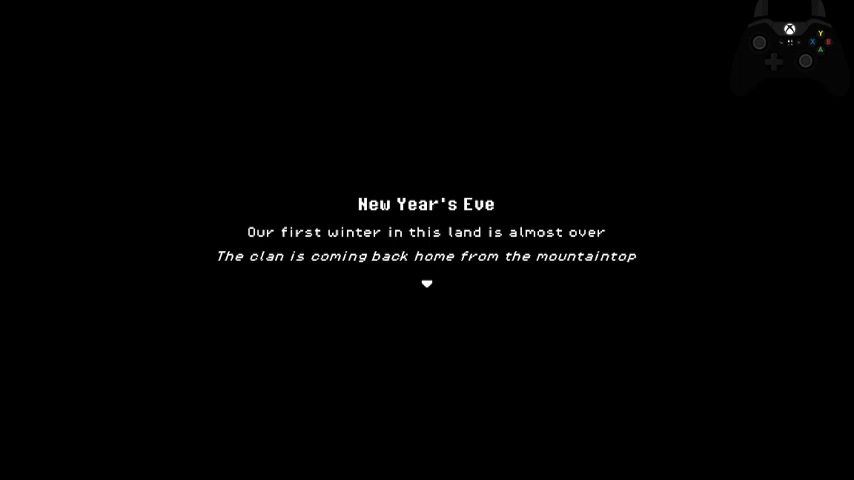 New Year's Eve
Our first winter in this land is almost over
The clan is coming back home from the mountaintop
Y
X
B
A